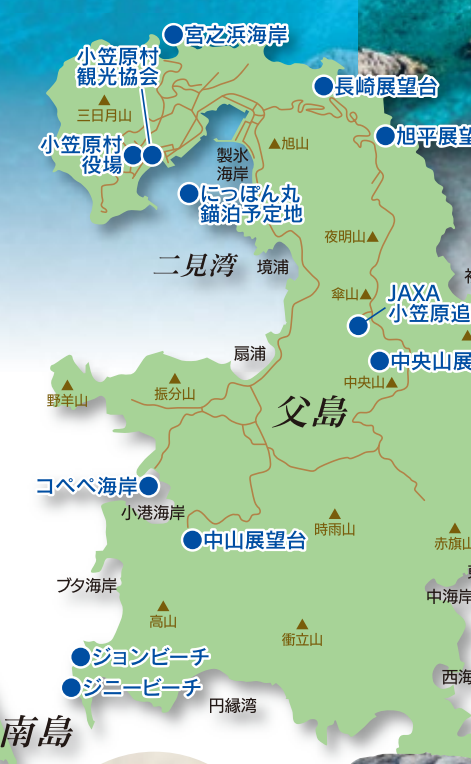 宮之浜海岸
小笠原村
観光協会
長崎展望台
三日月山
旭平展望
小笠原村
役場
製氷
海岸
旭山
にっぽん丸
錨泊予定地
夜明山
二見湾
境浦
傘山
JAXA
小笠原追
扇浦
中央山展
中央山
野羊山
振分山
父島
コペペ海岸
小港海岸
時雨山
中山展望台
赤旗山
ブタ海岸
中海岸
高山
衝立山
ジョンビーチ
西海
ジニービーチ
円縁湾
南島